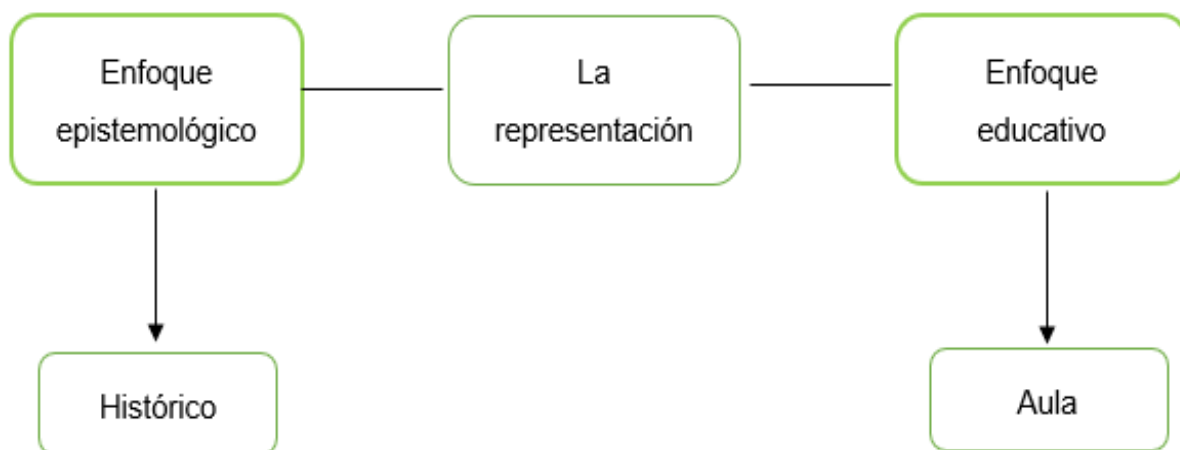 Enfoque
epistemológico
La
representación
Enfoque
educativo
Histórico
Aula